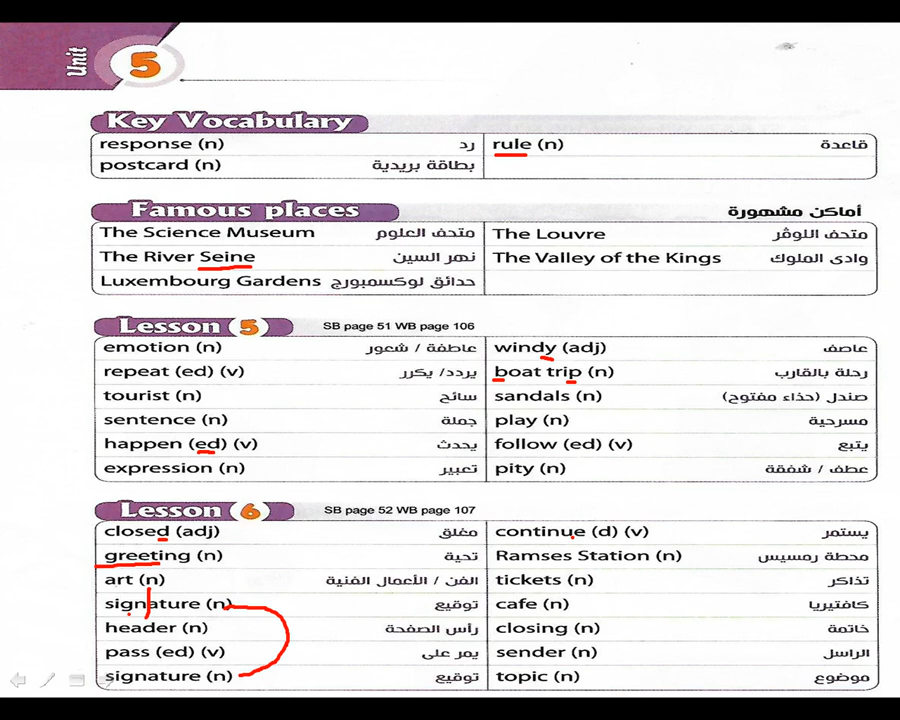 Unit 5
Key Vocabulary
response (n) رد rule (n) قاعدة
postcard (n) بطاقة بريدية
Famous places أماكن مشهورة
The Science Museum متحف العلوم The Louvre متحف اللوڤر
The River Seine نهر السين The Valley of the Kings وادى الملوك
Luxembourg Gardens حدائق لوكسمبورج
Lesson 5 SB page 51 WB page 106
emotion (n) عاطفة / شعور windy (adj) عاصف
repeat (ed) (v) يردد/ يكرر boat trip (n) رحلة بالقارب
tourist (n) سائح sandals (n) صندل (حذاء مفتوح)
sentence (n) جملة play (n) مسرحية
happen (ed) (v) يحدث follow (ed) (v) يتبع
expression (n) تعبير pity (n) عطف / شفقة
Lesson 6 SB page 52 WB page 107
closed (adj) مغلق continue (d) (v) يستمر
greeting (n) تحية Ramses Station (n) محطة رمسيس
art (n) الفن / الأعمال الفنية tickets (n) تذاكر
signature (n) توقيع cafe (n) كافتيريا
header (n) رأس الصفحة closing (n) خاتمة
pass (ed) (v) يمر على sender (n) الراسل
signature (n) توقيع topic (n) موضوع